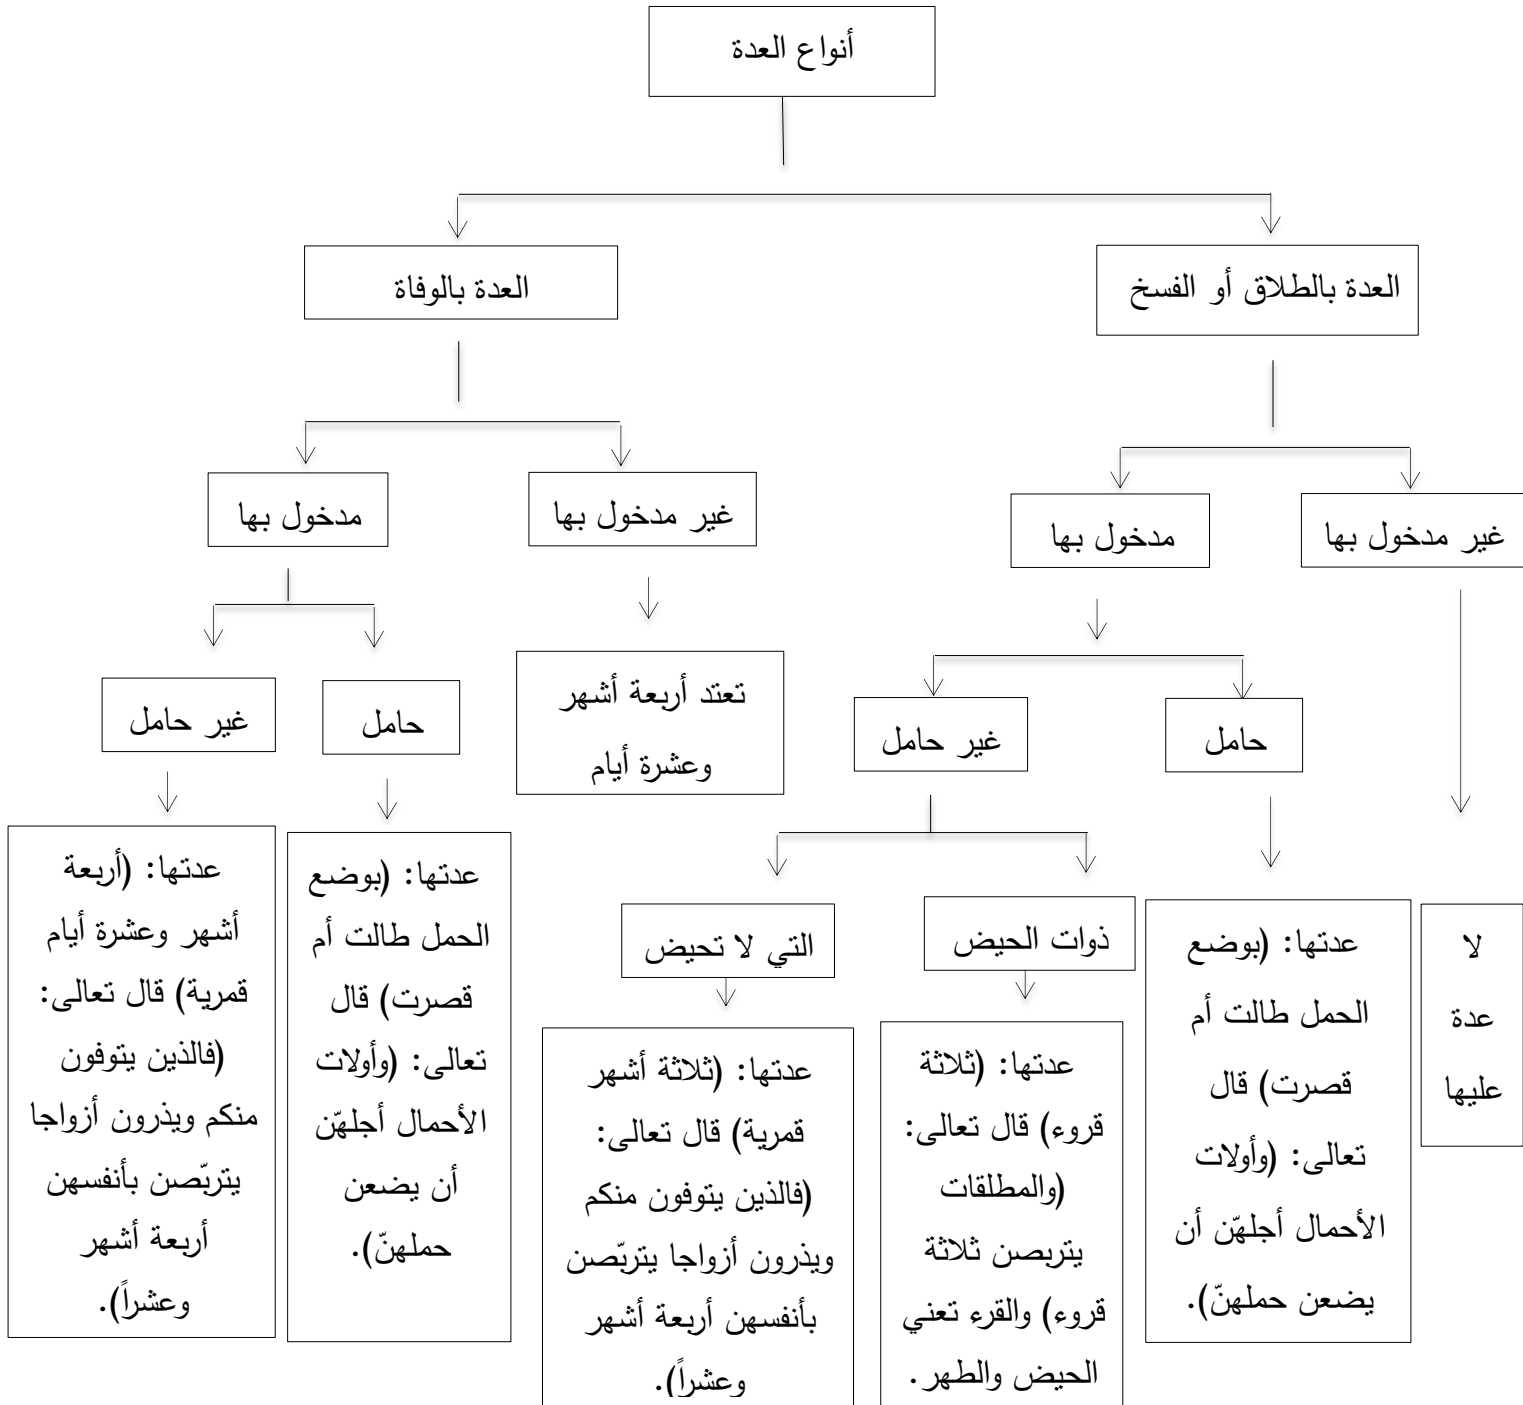 أنواع العدة
العدة بالطلاق أو الفسخ
العدة بالوفاة
غير مدخول بها
مدخول بها
غير مدخول بها
مدخول بها
حامل
غير حامل
تعتد أربعة أشهر
وعشرة أيام
حامل
غير حامل
ذوات الحيض
التي لا تحيض
لا
عدة
عليها
عدتها: (بوضع
الحمل طالت أم
قصرت) قال
تعالى: (وأولات
الأحمال أجلهّن أن
يضعن حملهنّ).
عدتها: (ثلاثة
قروء) قال تعالى:
(والمطلقات
يتربصن ثلاثة
قروء) والقرء تعني
الحيض والطهر.
عدتها: (ثلاثة أشهر
قمرية) قال تعالى:
(فالذين يتوفون منكم
ويذرون أزواجا يتربّصن
بأنفسهن أربعة أشهر
وعشراً).
عدتها: (بوضع
الحمل طالت أم
قصرت) قال
تعالى: (وأولات
الأحمال أجلهّن
أن يضعن
حملهنّ).
عدتها: (أربعة
أشهر وعشرة أيام
قمرية) قال تعالى:
(فالذين يتوفون
منكم ويذرون أزواجا
يتربّصن بأنفسهن
أربعة أشهر
وعشراً).